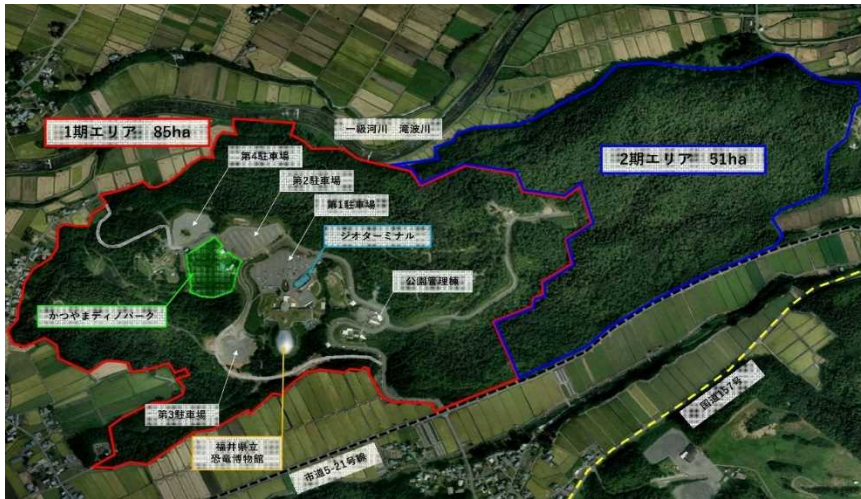 1期エリア 85ha
一級河川 滝波川
第4駐車場
第2駐車場
2期エリア 51ha
第1駐車場
ジオターミナル
公園管理棟
かつやまディノパーク
第3駐車場
福井県立
恐竜博物館
市道5-21号線
国道157号